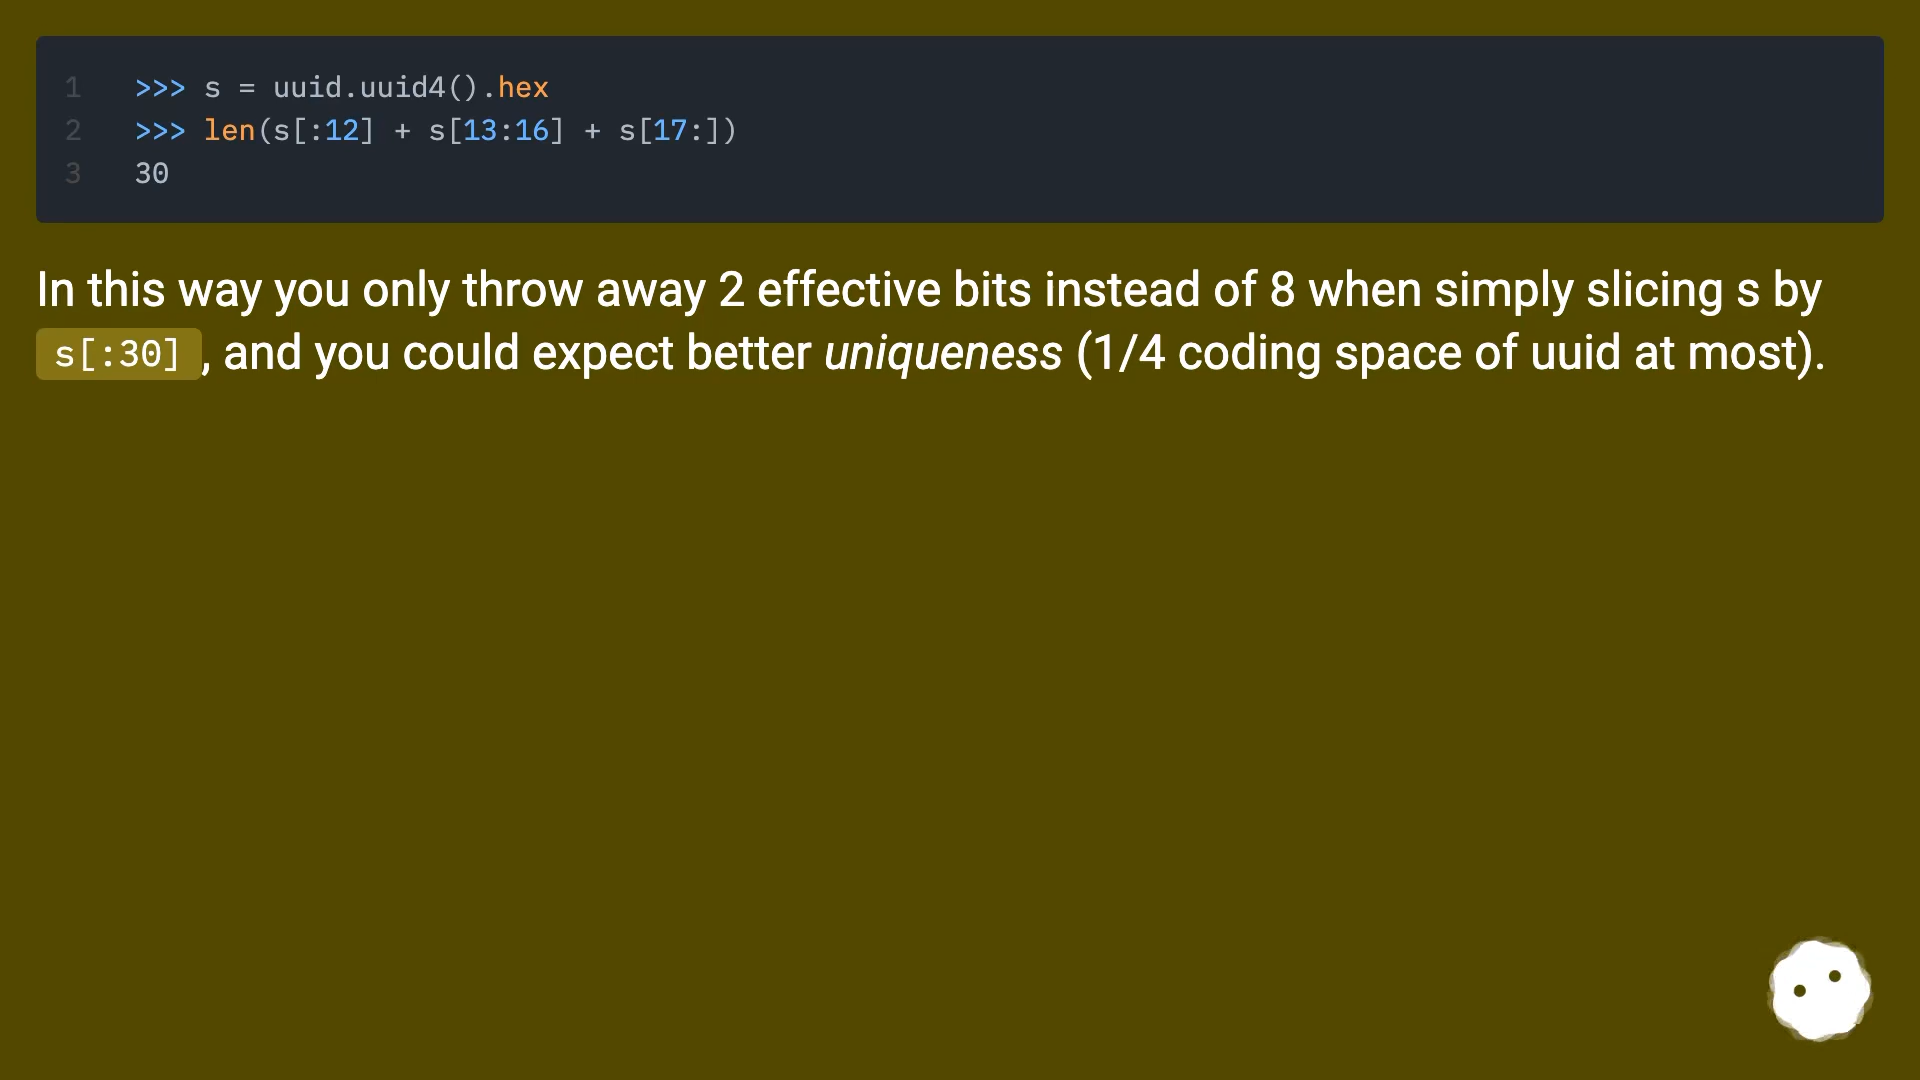 1 >>> s = uuid.uuid4().hex
2 >>> len(s[:12] + s[13:16] + s[17:])
3 30
In this way you only throw away 2 effective bits instead of 8 when simply slicing s by
s[:30], and you could expect better uniqueness (1/4 coding space of uuid at most).